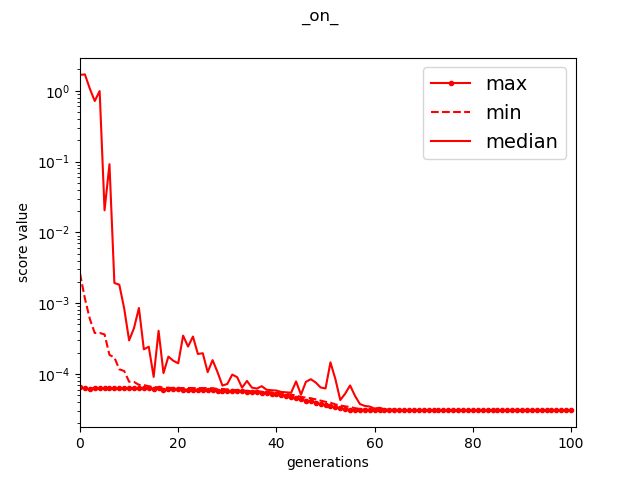 _on_
max
min
median
score value
10⁰
10⁻¹
10⁻²
10⁻³
10⁻⁴
0
20
40
60
80
100
generations